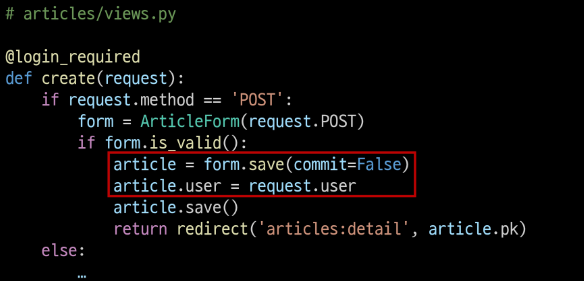 # articles/views.py
@login_required
def create(request):
    if request.method == 'POST':
        form = ArticleForm(request.POST)
        if form.is_valid():
            article = form.save(commit=False)
            article.user = request.user
            article.save()
            return redirect('articles:detail', article.pk)
    else:
        …